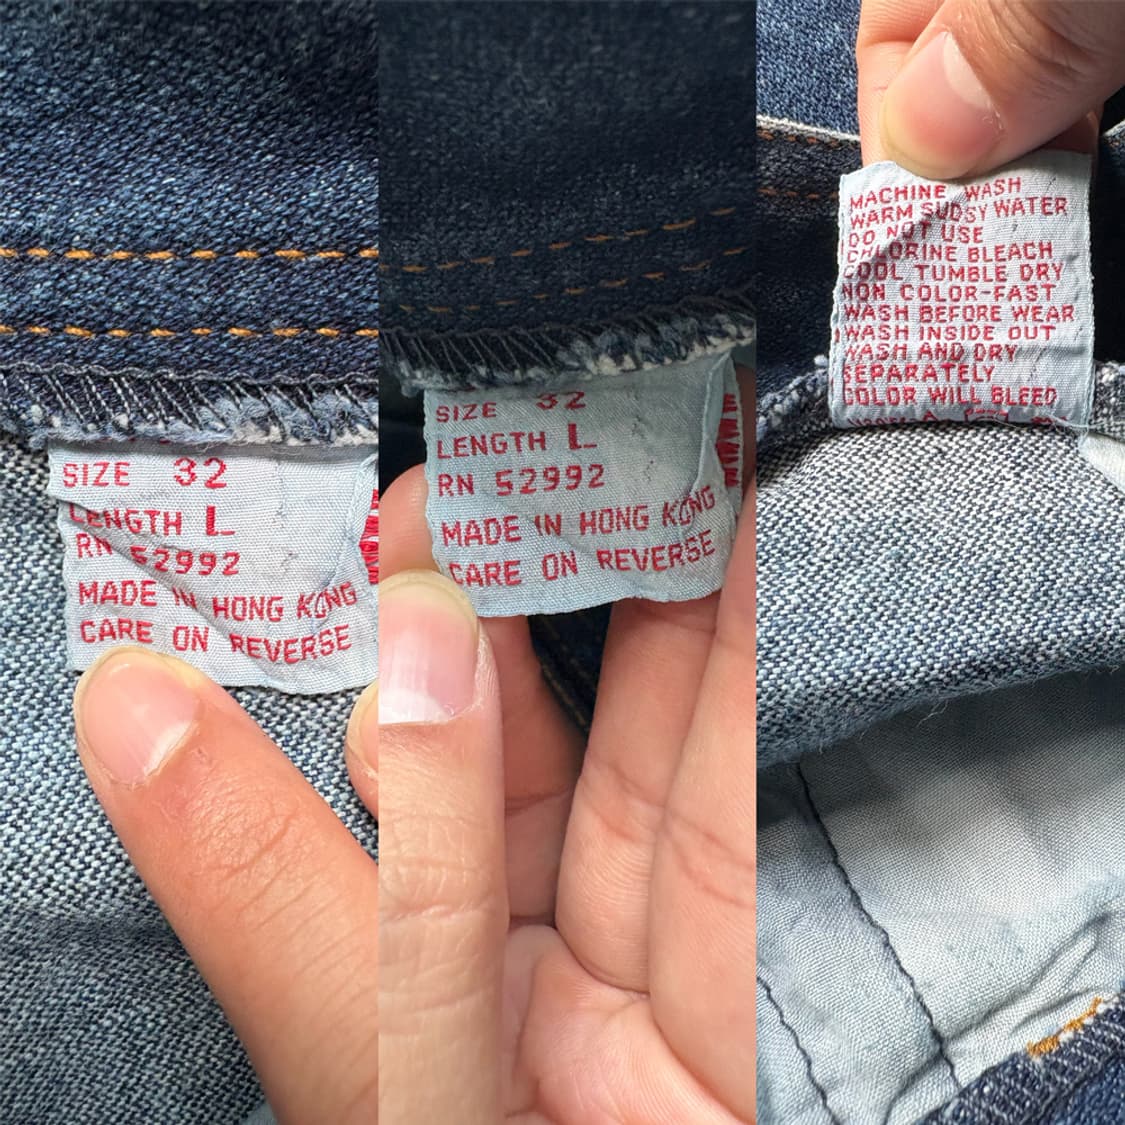 SIZE 32
LENGTH L
RN 52992
MADE IN HONG KONG
CARE ON REVERSE
SIZE 32
LENGTH L
RN 52992
MADE IN HONG KONG
CARE ON REVERSE
MACHINE WASH
WARM SUDSY WATER
DO NOT USE
CHLORINE BLEACH
COOL TUMBLE DRY
NON COLOR-FAST
WASH BEFORE WEAR
WASH INSIDE OUT
WASH AND DRY
SEPARATELY
COLOR WILL BLEED